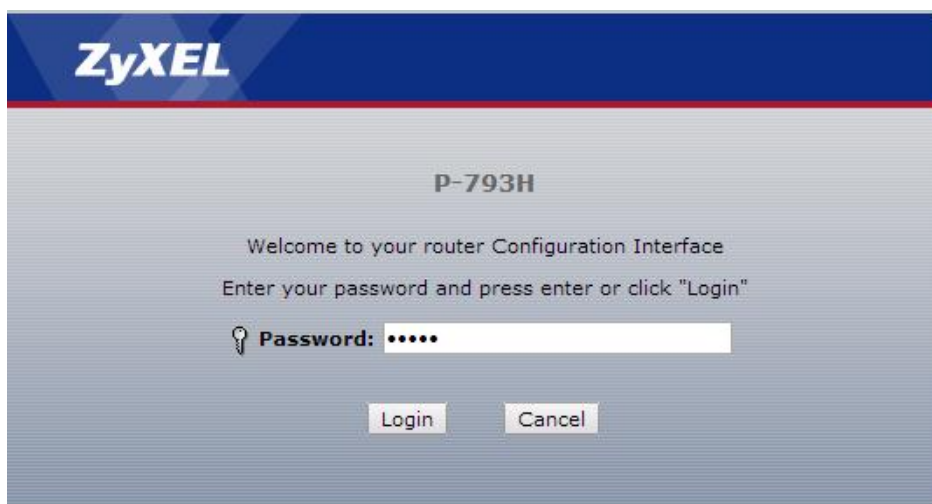 ZyXEL
P-793H
Welcome to your router Configuration Interface
Enter your password and press enter or click "Login"
Password: •••••
Login Cancel